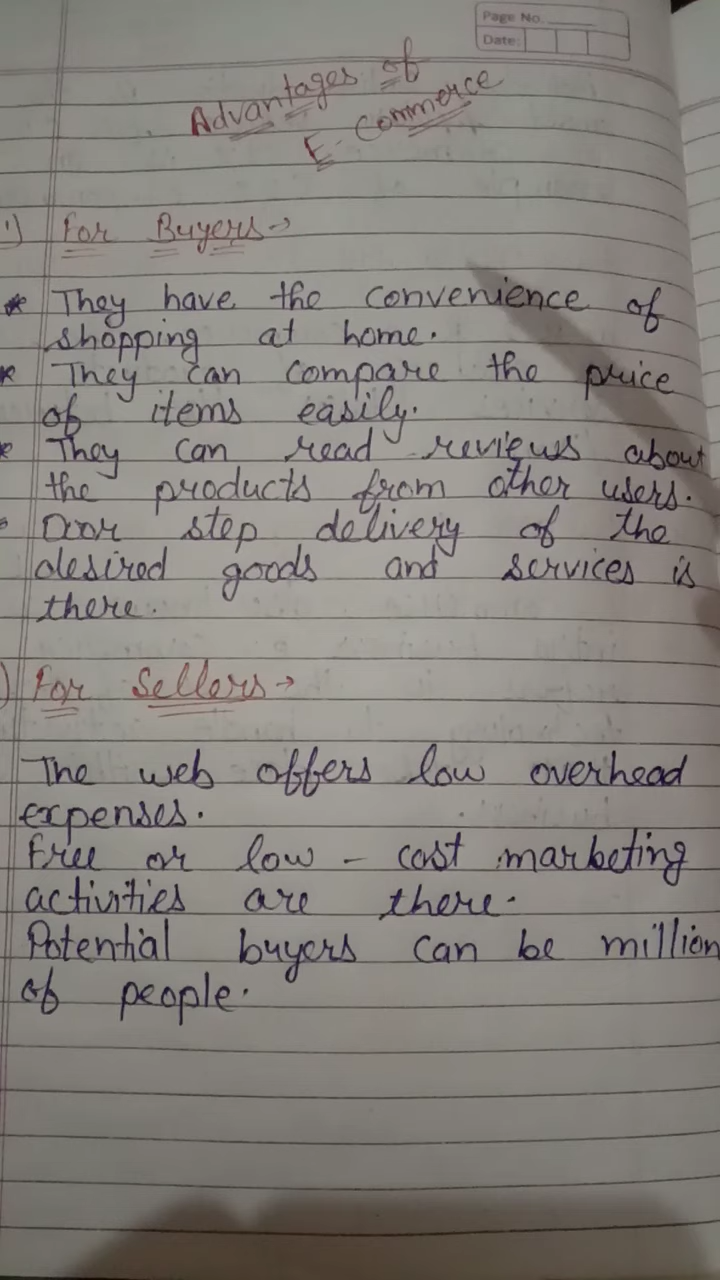 Page No.
Date:
Advantages of
E-Commerce
1) For Buyers→
* They have the convenience of
shopping at home.
* They can compare the price
of items easily.
* They can read reviews about
the products from other users.
Door step delivery of the
desired goods and services is
there.
) For Sellers→
The web offers low overhead
expenses.
Free or low - cost marketing
activities are there.
Potential buyers can be million
of people.